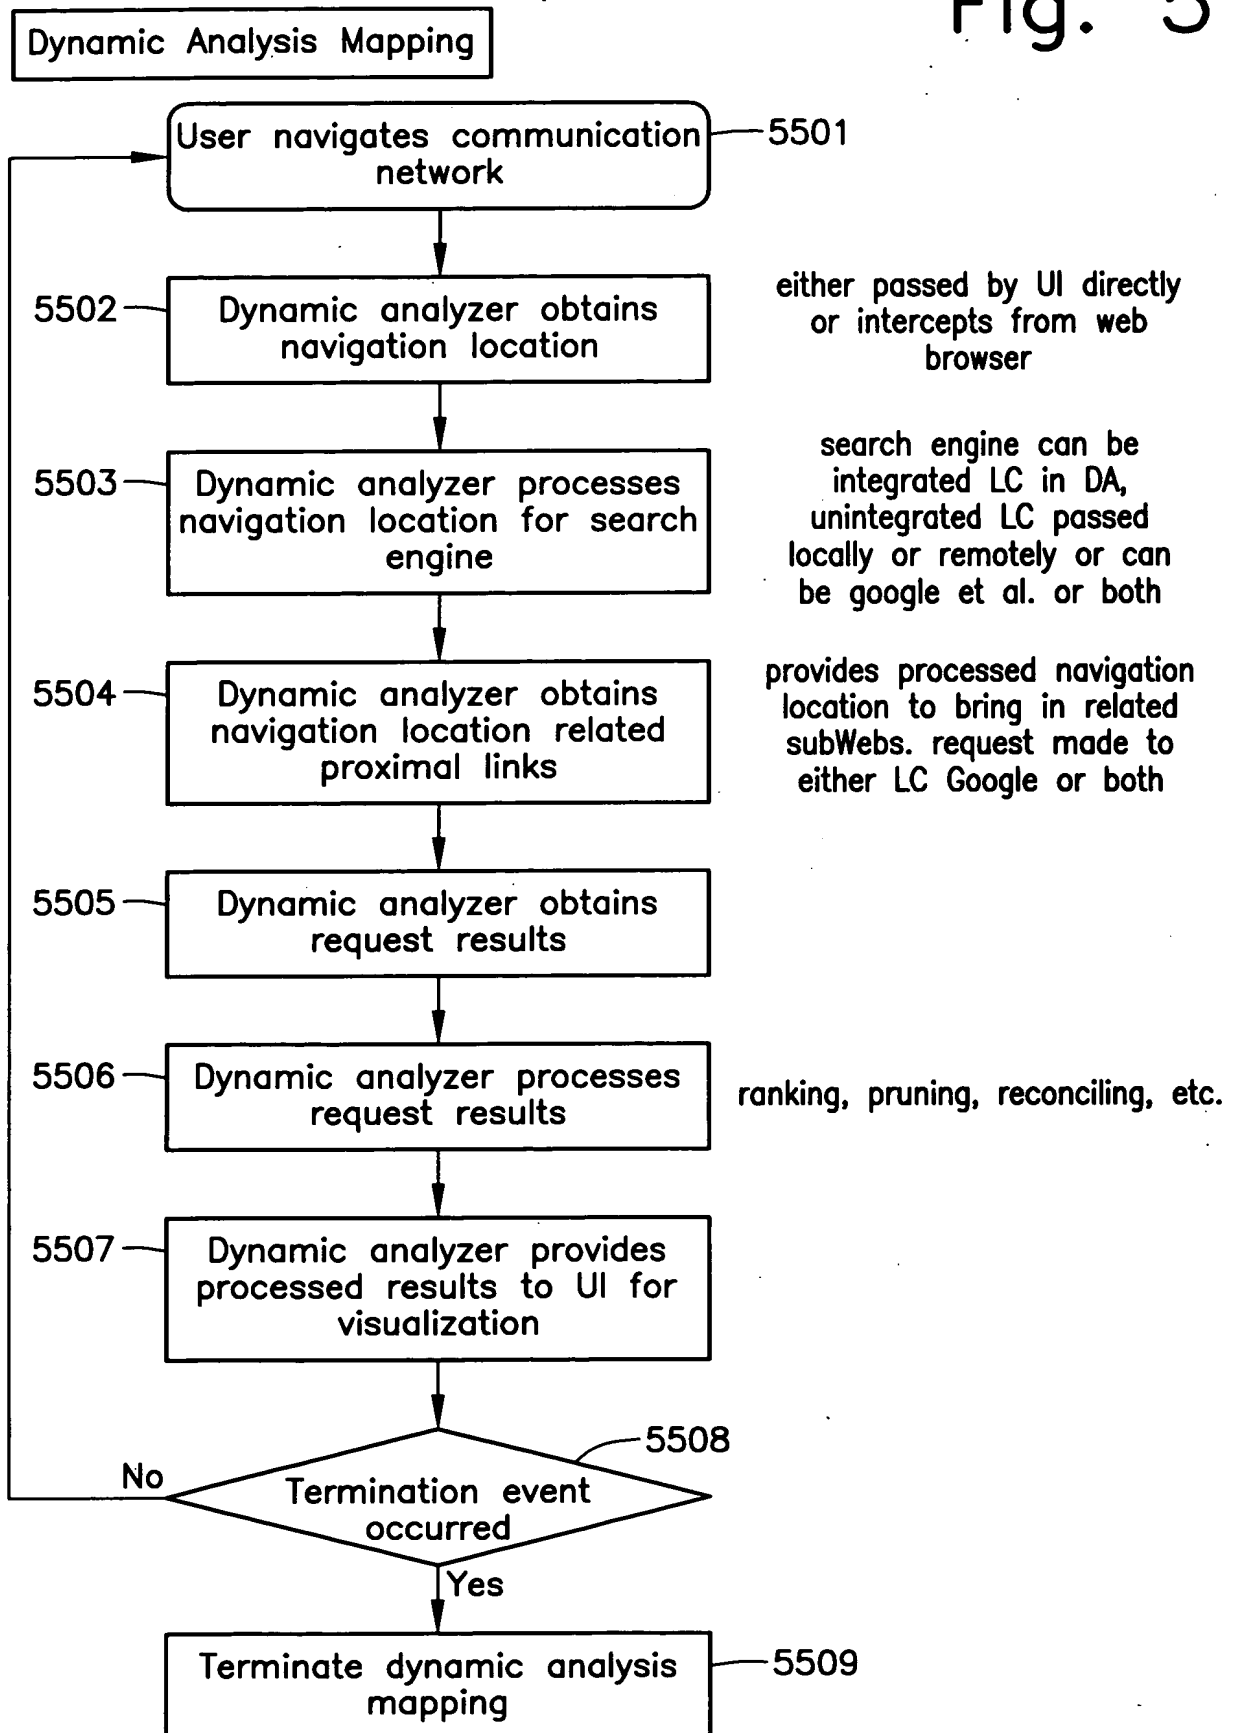 Fig. 5
Dynamic Analysis Mapping
User navigates communication
network
5501
5502
Dynamic analyzer obtains
navigation location
either passed by UI directly
or intercepts from web
browser
5503
Dynamic analyzer processes
navigation location for search
engine
search engine can be
integrated LC in DA,
unintegrated LC passed
locally or remotely or can
be google et al. or both
5504
Dynamic analyzer obtains
navigation location related
proximal links
provides processed navigation
location to bring in related
subWebs. request made to
either LC Google or both
5505
Dynamic analyzer obtains
request results
5506
Dynamic analyzer processes
request results
ranking, pruning, reconciling, etc.
5507
Dynamic analyzer provides
processed results to UI for
visualization
5508
No
Termination event
occurred
Yes
Terminate dynamic analysis
mapping
5509